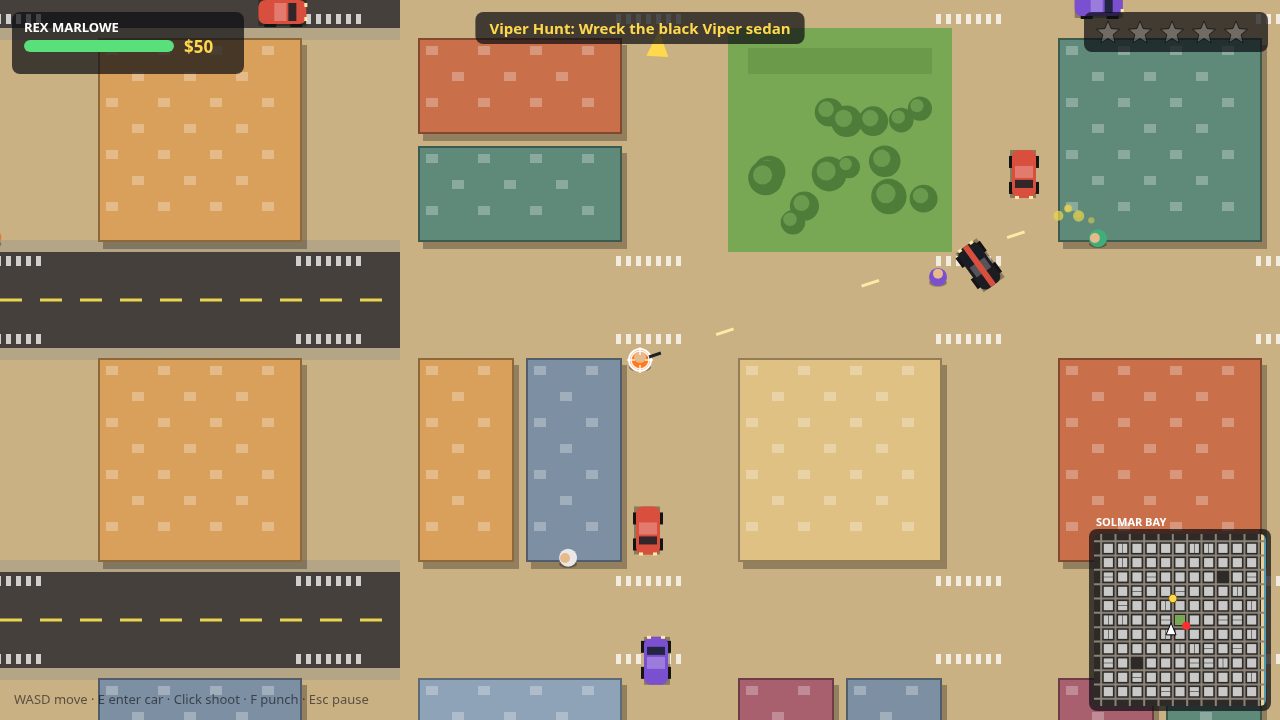 REX MARLOWE
$50
Viper Hunt: Wreck the black Viper sedan
SOLMAR BAY
WASD move · E enter car · Click shoot · F punch · Esc pause